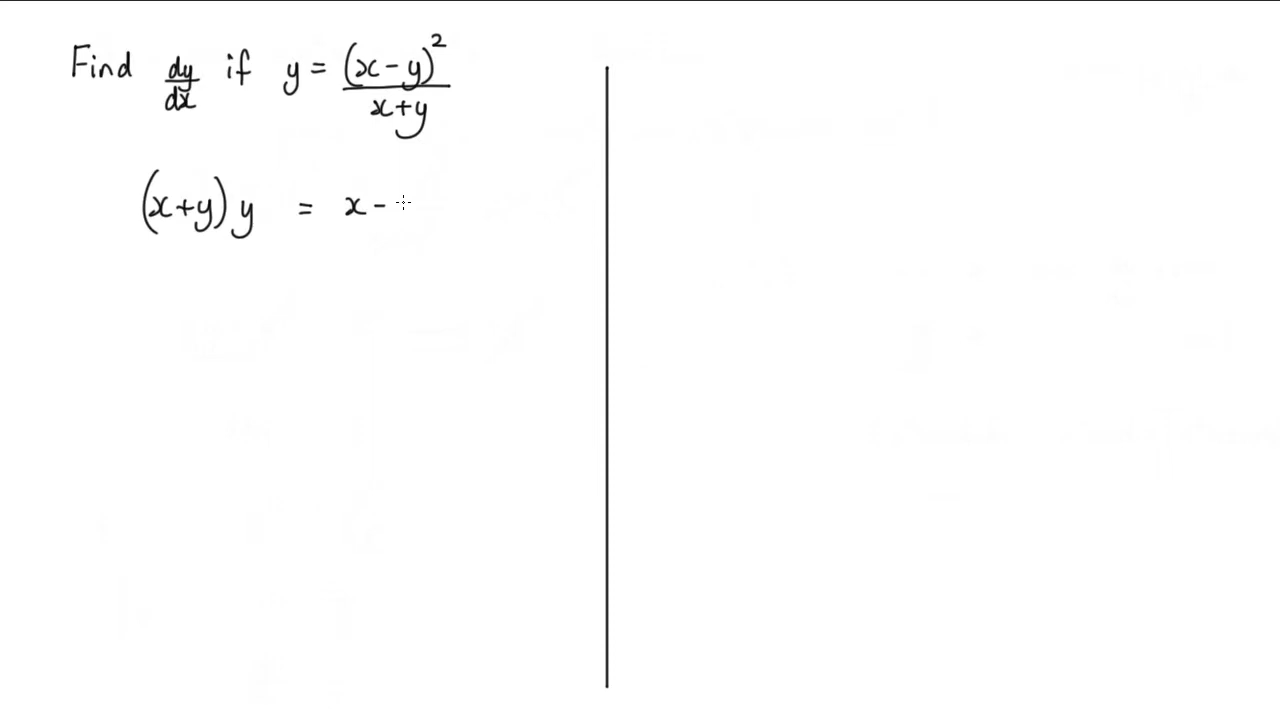 Find dy/dx if y = (x-y)²/(x+y)
(x+y)y = x-